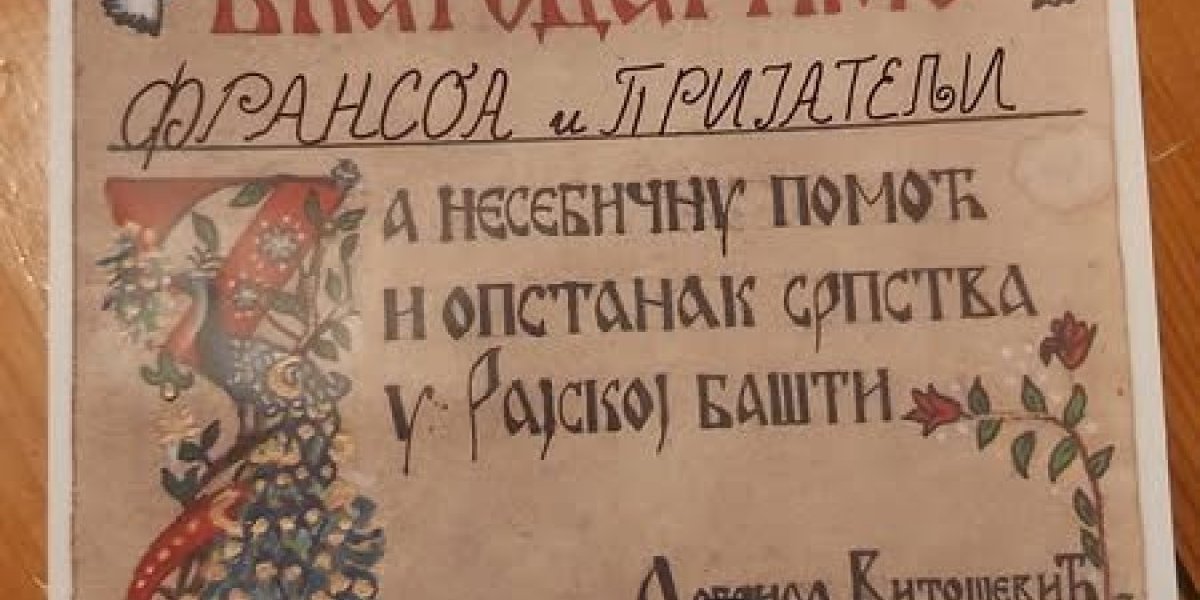 Благодаримо
ФРАНСОА и ПРИЈАТЕЉИ
За несебичну помоћ
и опстанак српства
у Рајској башти
Витошевић